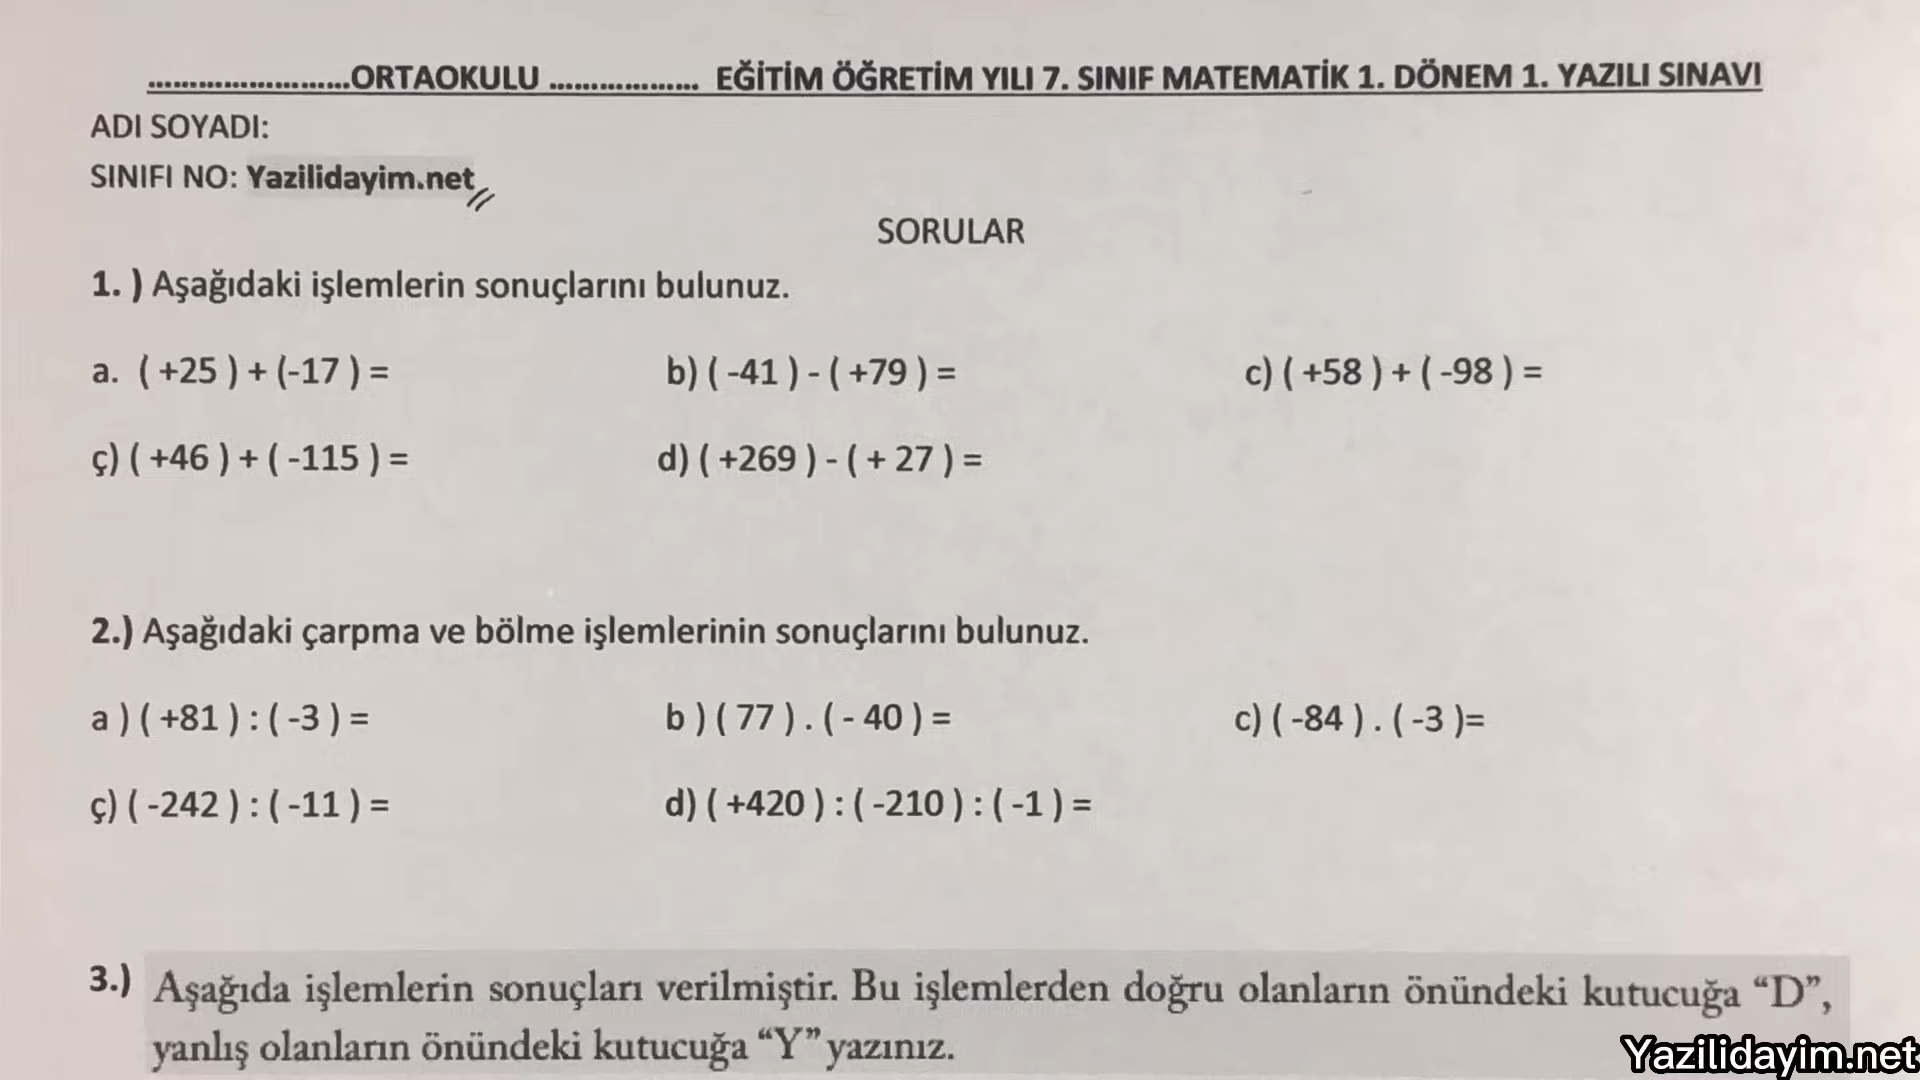 ........................ORTAOKULU .................. EĞİTİM ÖĞRETİM YILI 7. SINIF MATEMATİK 1. DÖNEM 1. YAZILI SINAVI
ADI SOYADI:
SINIFI NO: Yazilidayim.net
SORULAR
1. ) Aşağıdaki işlemlerin sonuçlarını bulunuz.
a. ( +25 ) + (-17 ) = b) ( -41 ) - ( +79 ) = c) ( +58 ) + ( -98 ) =
ç) ( +46 ) + ( -115 ) = d) ( +269 ) - ( + 27 ) =
2.) Aşağıdaki çarpma ve bölme işlemlerinin sonuçlarını bulunuz.
a ) ( +81 ) : ( -3 ) = b ) ( 77 ) . ( - 40 ) = c) ( -84 ) . ( -3 )=
ç) ( -242 ) : ( -11 ) = d) ( +420 ) : ( -210 ) : ( -1 ) =
3.) Aşağıda işlemlerin sonuçları verilmiştir. Bu işlemlerden doğru olanların önündeki kutucuğa “D”,
yanlış olanların önündeki kutucuğa “Y” yazınız.
Yazilidayim.net